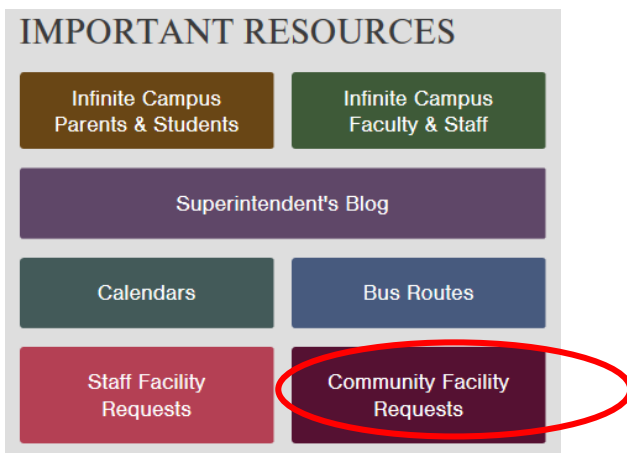 IMPORTANT RESOURCES
Infinite Campus
Parents & Students
Infinite Campus
Faculty & Staff
Superintendent's Blog
Calendars
Bus Routes
Staff Facility
Requests
Community Facility
Requests